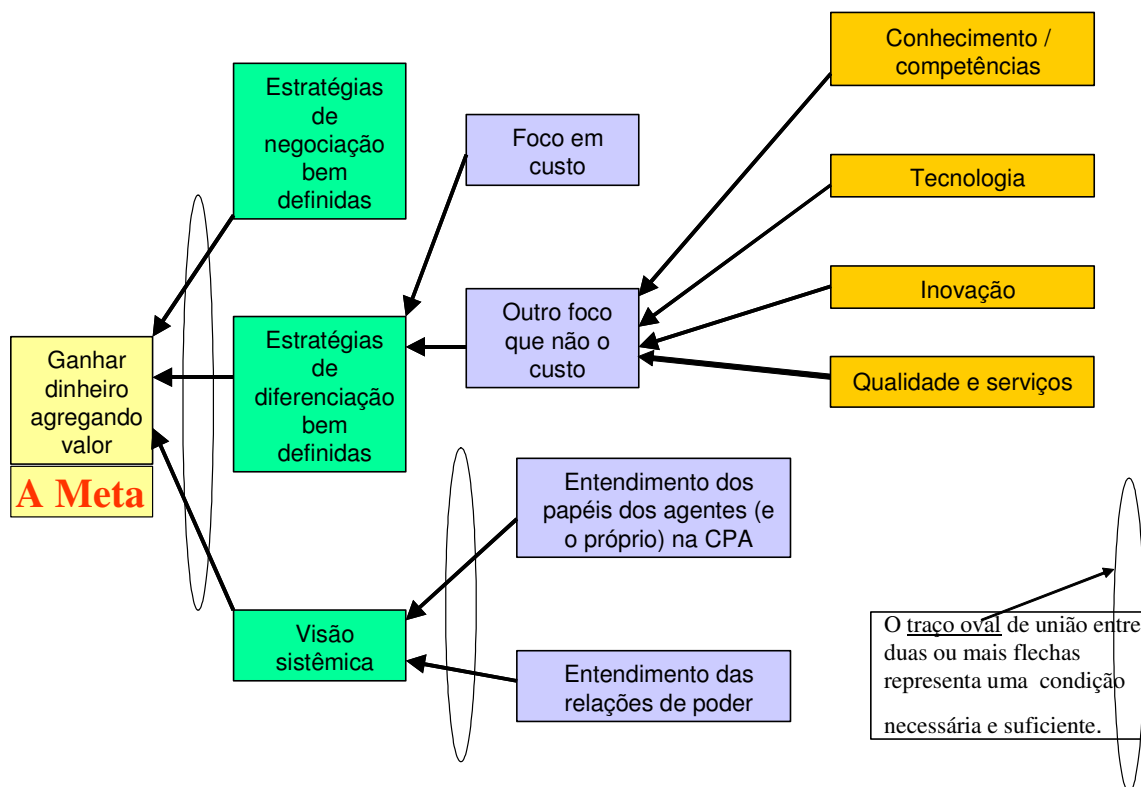 Estratégias
de
negociação
bem
definidas
Foco em
custo
Conhecimento /
competências
Tecnologia
Inovação
Qualidade e serviços
Outro foco
que não o
custo
Estratégias
de
diferenciação
bem
definidas
Ganhar
dinheiro
agregando
valor
A Meta
Entendimento dos
papéis dos agentes (e
o próprio) na CPA
Visão
sistêmica
Entendimento das
relações de poder
O traço oval de união entre
duas ou mais flechas
representa uma condição
necessária e suficiente.